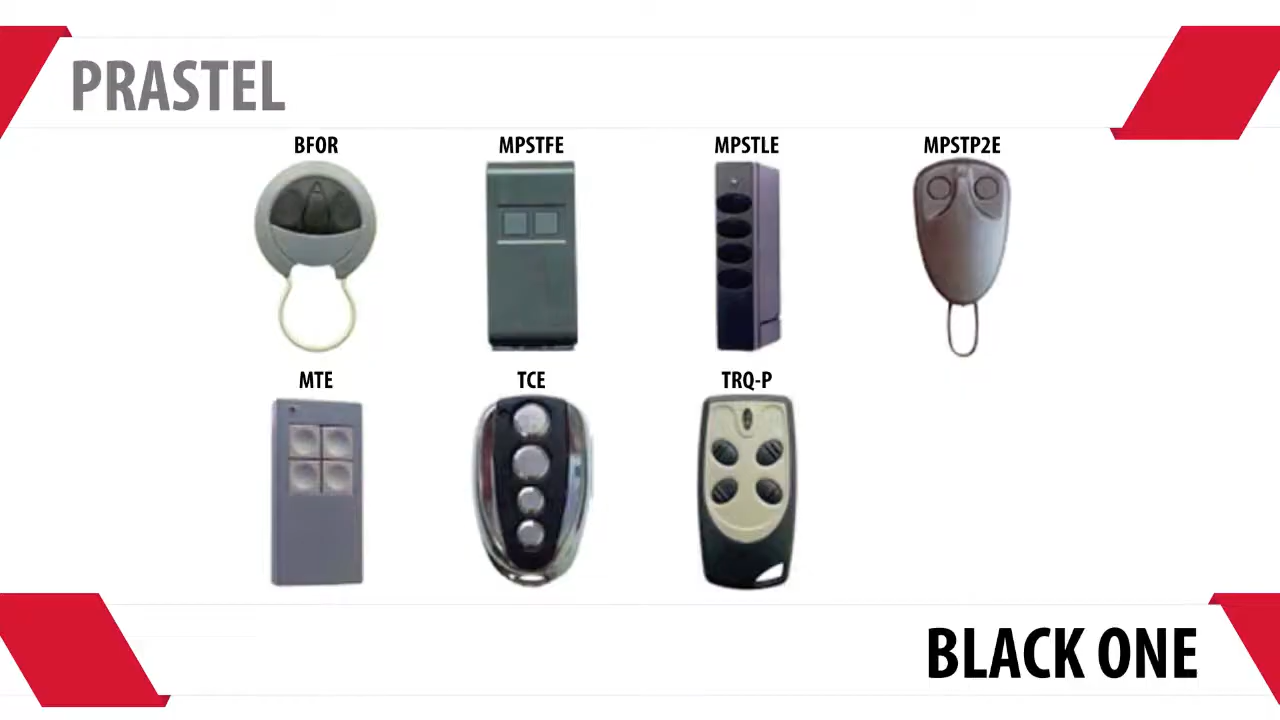 PRASTEL
BFOR MPSTFE MPSTLE MPSTP2E
MTE TCE TRQ-P
BLACK ONE